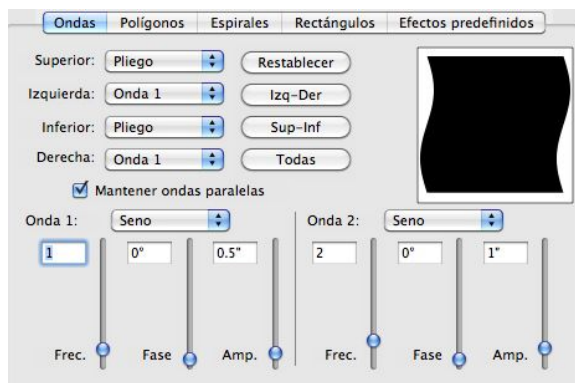 Ondas Polígonos Espirales Rectángulos Efectos predefinidos
Superior: Pliego Restablecer
Izquierda: Onda 1 Izq-Der
Inferior: Pliego Sup-Inf
Derecha: Onda 1 Todas
Mantener ondas paralelas
Onda 1: Seno Onda 2: Seno
1 0° 0.5" 2 0° 1"
Frec. Fase Amp. Frec. Fase Amp.